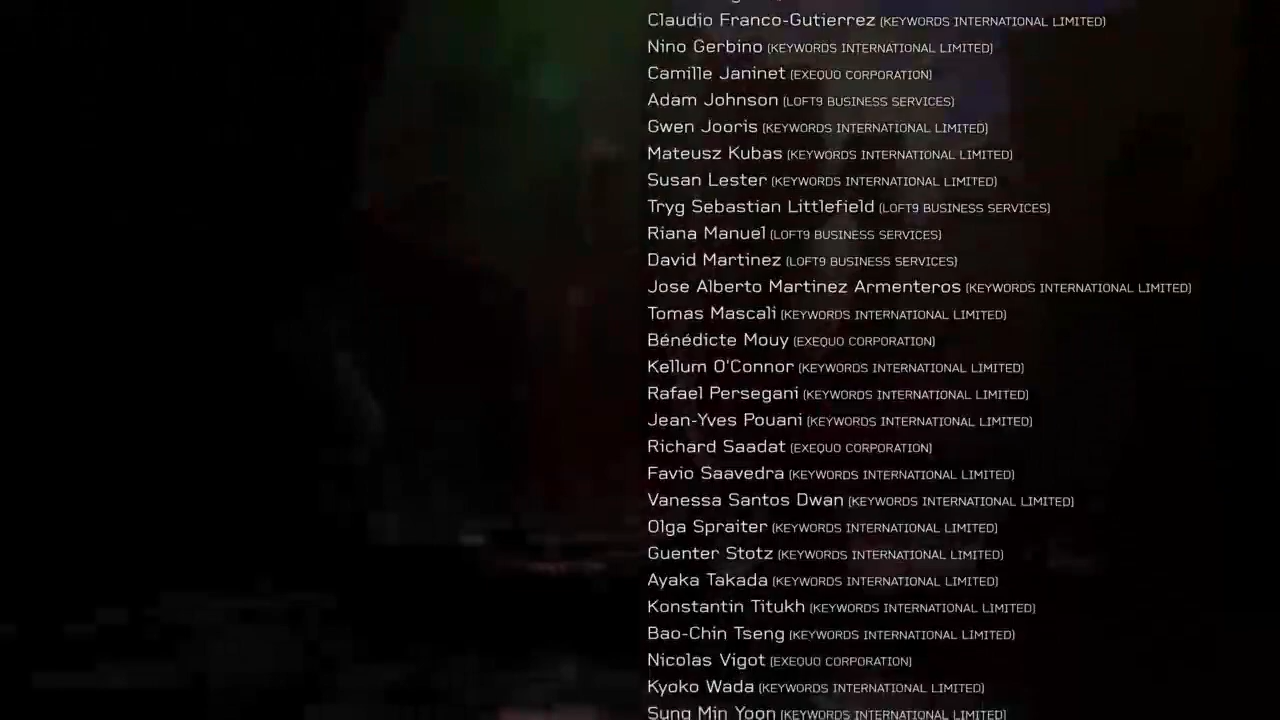 Claudio Franco-Gutierrez (KEYWORDS INTERNATIONAL LIMITED)
Nino Gerbino (KEYWORDS INTERNATIONAL LIMITED)
Camille Janinet (EXEQUO CORPORATION)
Adam Johnson (LOFT9 BUSINESS SERVICES)
Gwen Jooris (KEYWORDS INTERNATIONAL LIMITED)
Mateusz Kubas (KEYWORDS INTERNATIONAL LIMITED)
Susan Lester (KEYWORDS INTERNATIONAL LIMITED)
Tryg Sebastian Littlefield (LOFT9 BUSINESS SERVICES)
Riana Manuel (LOFT9 BUSINESS SERVICES)
David Martinez (LOFT9 BUSINESS SERVICES)
Jose Alberto Martinez Armenteros (KEYWORDS INTERNATIONAL LIMITED)
Tomas Mascali (KEYWORDS INTERNATIONAL LIMITED)
Bénédicte Mouy (EXEQUO CORPORATION)
Kellum O'Connor (KEYWORDS INTERNATIONAL LIMITED)
Rafael Persegani (KEYWORDS INTERNATIONAL LIMITED)
Jean-Yves Pouani (KEYWORDS INTERNATIONAL LIMITED)
Richard Saadat (EXEQUO CORPORATION)
Favio Saavedra (KEYWORDS INTERNATIONAL LIMITED)
Vanessa Santos Dwan (KEYWORDS INTERNATIONAL LIMITED)
Olga Spraiter (KEYWORDS INTERNATIONAL LIMITED)
Guenter Stotz (KEYWORDS INTERNATIONAL LIMITED)
Ayaka Takada (KEYWORDS INTERNATIONAL LIMITED)
Konstantin Titukh (KEYWORDS INTERNATIONAL LIMITED)
Bao-Chin Tseng (KEYWORDS INTERNATIONAL LIMITED)
Nicolas Vigot (EXEQUO CORPORATION)
Kyoko Wada (KEYWORDS INTERNATIONAL LIMITED)
Sung Min Yoon (KEYWORDS INTERNATIONAL LIMITED)